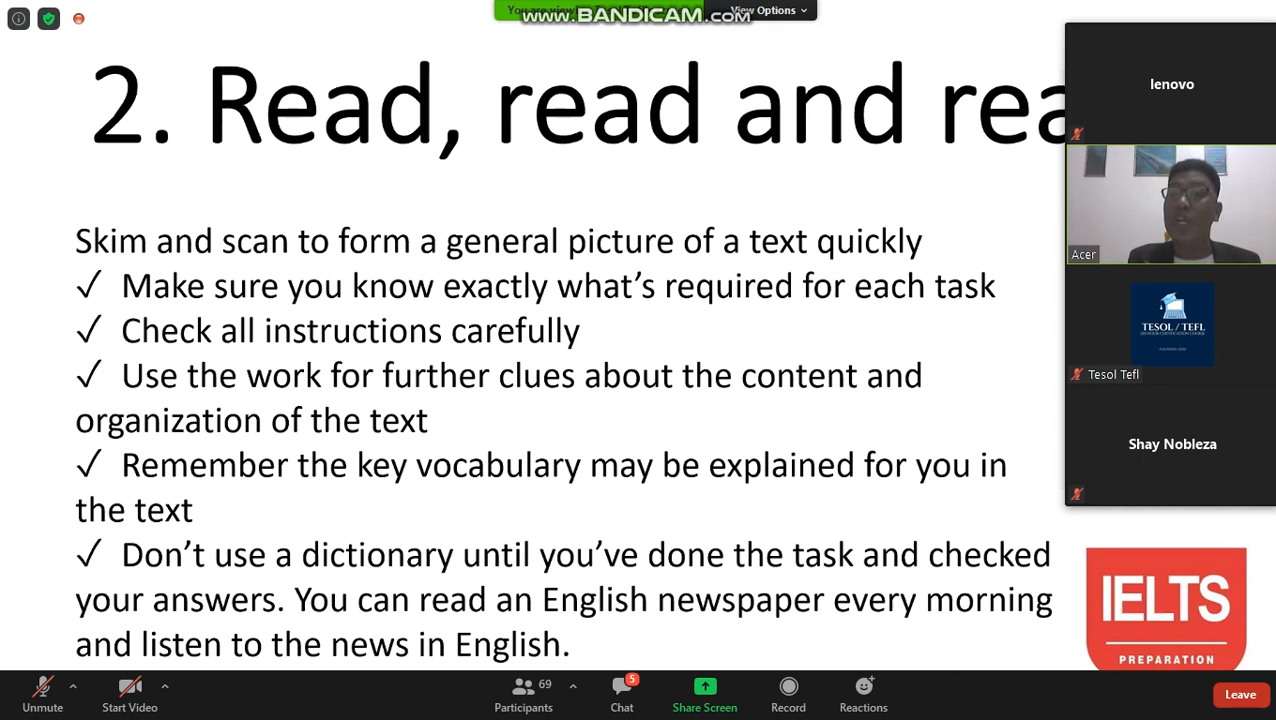 www.BANDICAM.com
View Options
2. Read, read and rea
Skim and scan to form a general picture of a text quickly
✓ Make sure you know exactly what's required for each task
✓ Check all instructions carefully
✓ Use the work for further clues about the content and
organization of the text
✓ Remember the key vocabulary may be explained for you in
the text
✓ Don't use a dictionary until you've done the task and checked
your answers. You can read an English newspaper every morning
and listen to the news in English.
lenovo
Acer
TESOL / TEFL
Tesol Tefl
Shay Nobleza
IELTS
PREPARATION
Unmute
Start Video
69
Participants
5
Chat
Share Screen
Record
Reactions
Leave